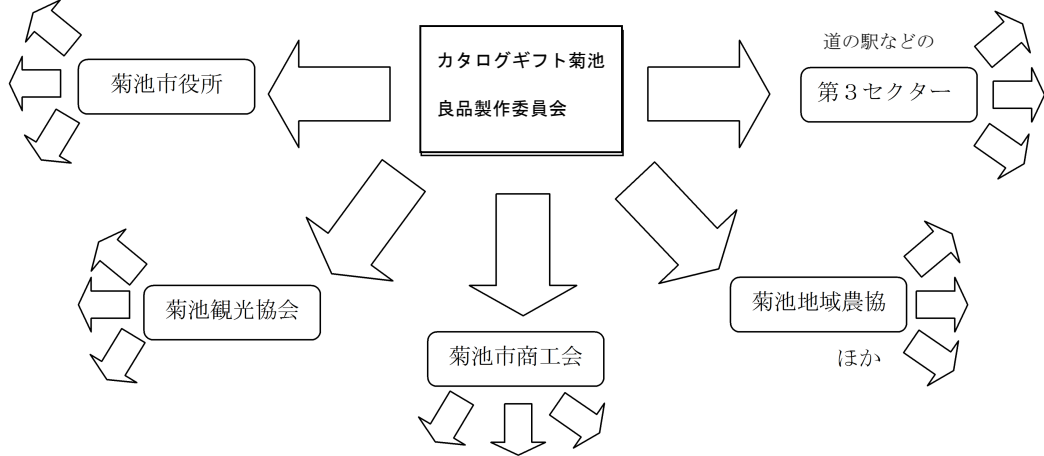 カタログギフト菊池
良品製作委員会
道の駅などの
第３セクター
菊池市役所
菊池観光協会
菊池市商工会
菊池地域農協
ほか